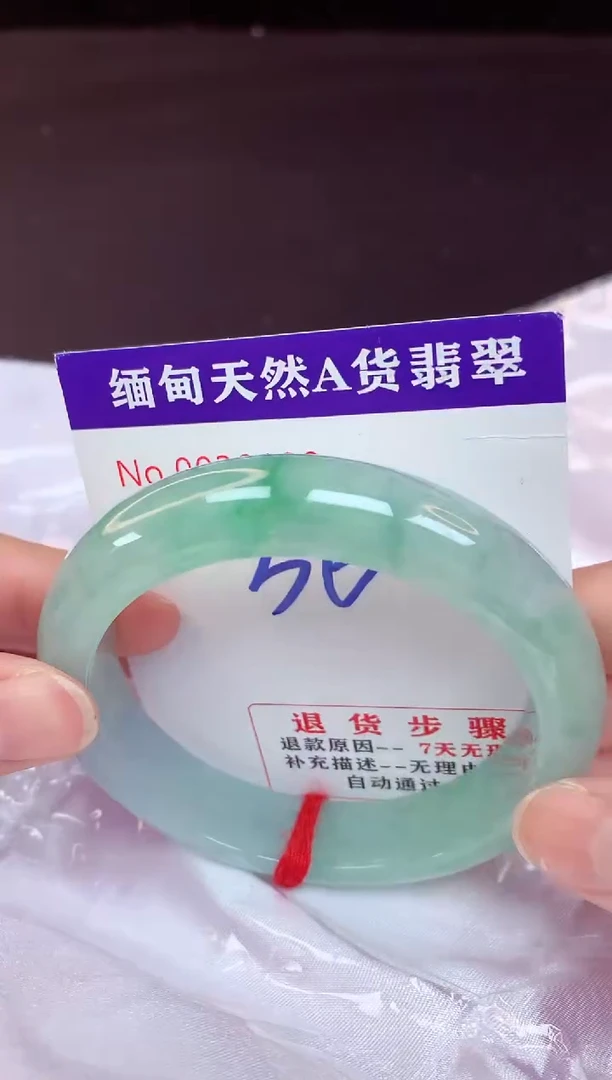 缅甸天然A货翡翠
No
退货步骤
退款原因-- 7天无理
补充描述--无理由
自动通过